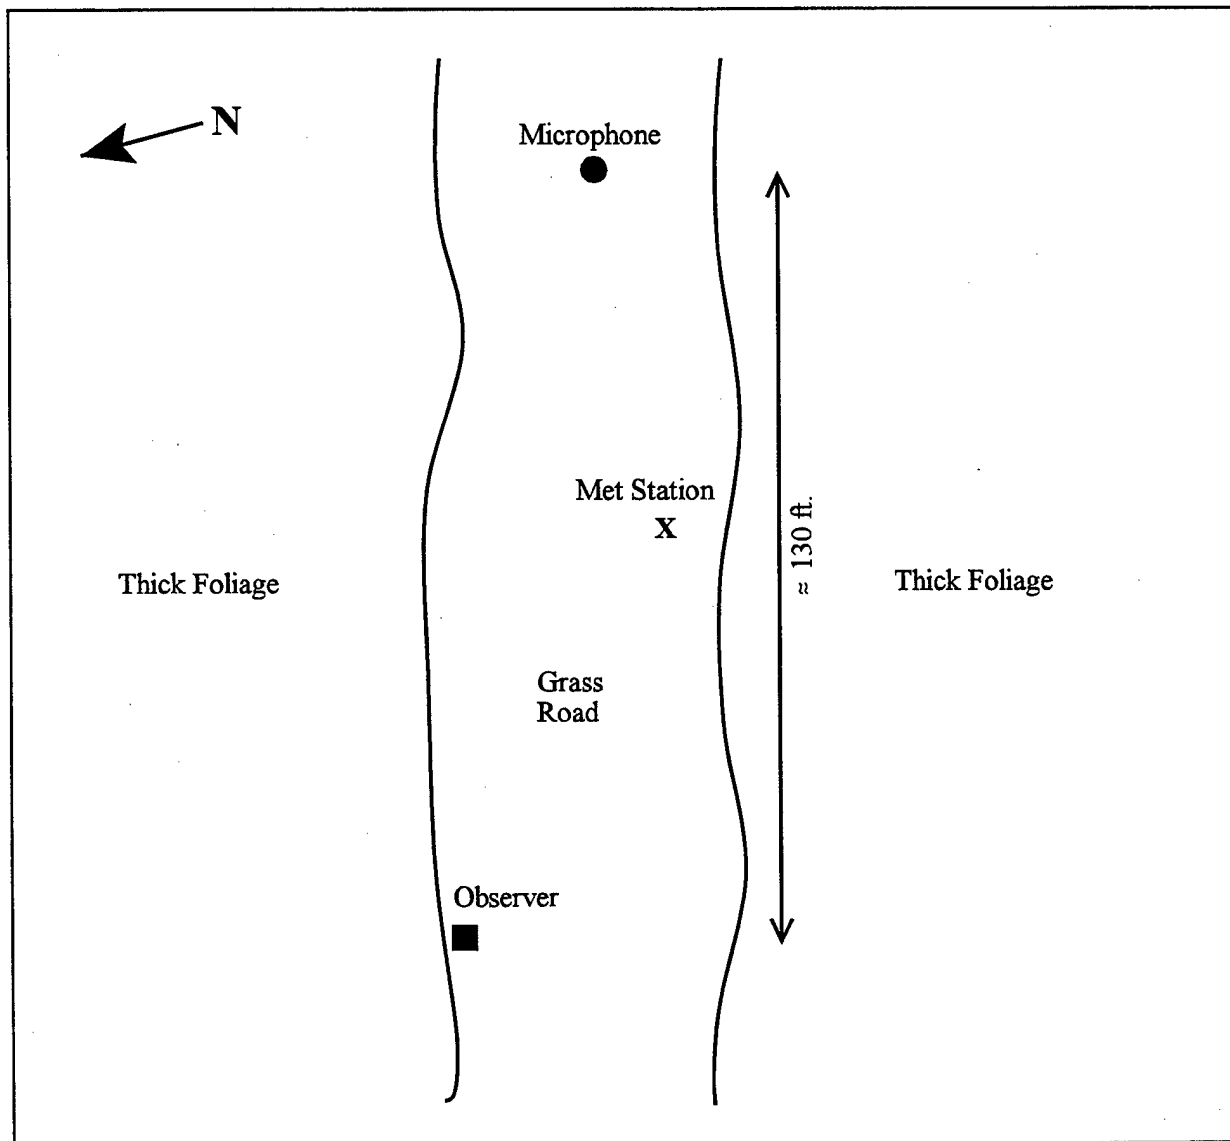 N
Microphone
Met Station
X
≈ 130 ft.
Thick Foliage
Thick Foliage
Grass
Road
Observer